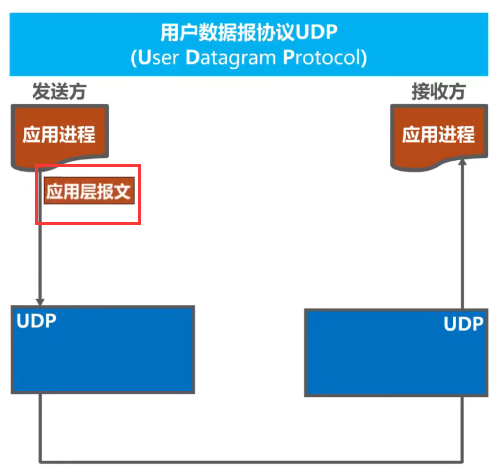 用户数据报协议UDP
(User Datagram Protocol)
发送方
接收方
应用进程
应用进程
应用层报文
UDP
UDP